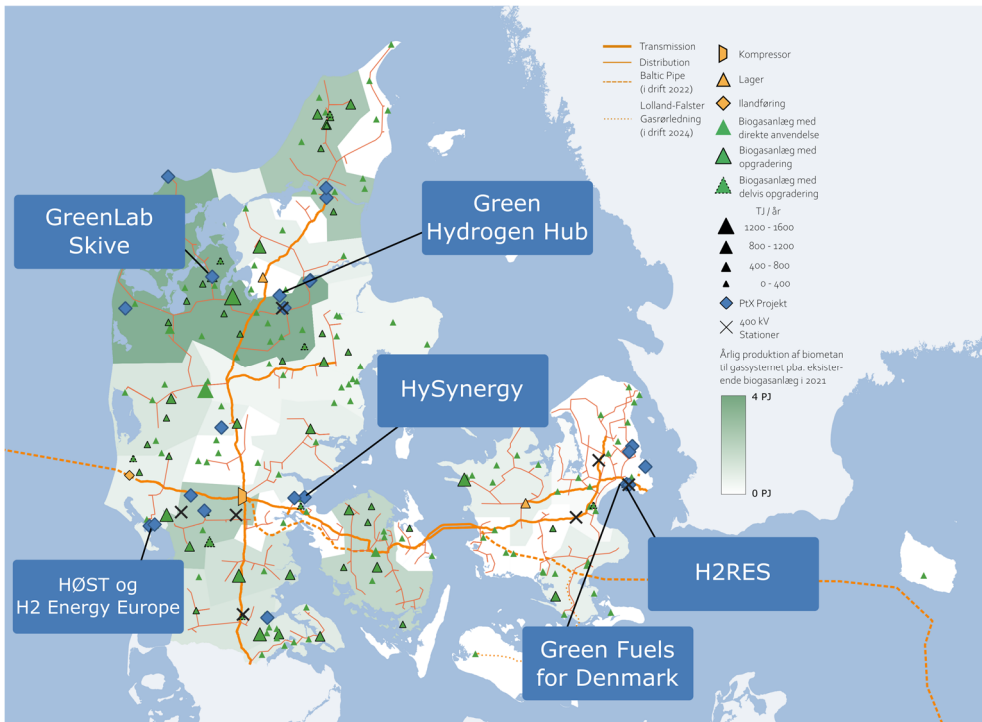 GreenLab
Skive
Green
Hydrogen Hub
HySynergy
HØST og
H2 Energy Europe
H2RES
Green Fuels
for Denmark
Transmission
Distribution
Baltic Pipe
(i drift 2022)
Lolland-Falster
Gasrørledning
(i drift 2024)
Kompressor
Lager
Ilandføring
Biogasanlæg med
direkte anvendelse
Biogasanlæg med
opgradering
Biogasanlæg med
delvis opgradering
TJ / år
1200 - 1600
800 - 1200
400 - 800
0 - 400
PtX Projekt
400 kV
Stationer
Årlig produktion af biometan
til gassystemet pba. eksister-
ende biogasanlæg i 2021
4 PJ
0 PJ